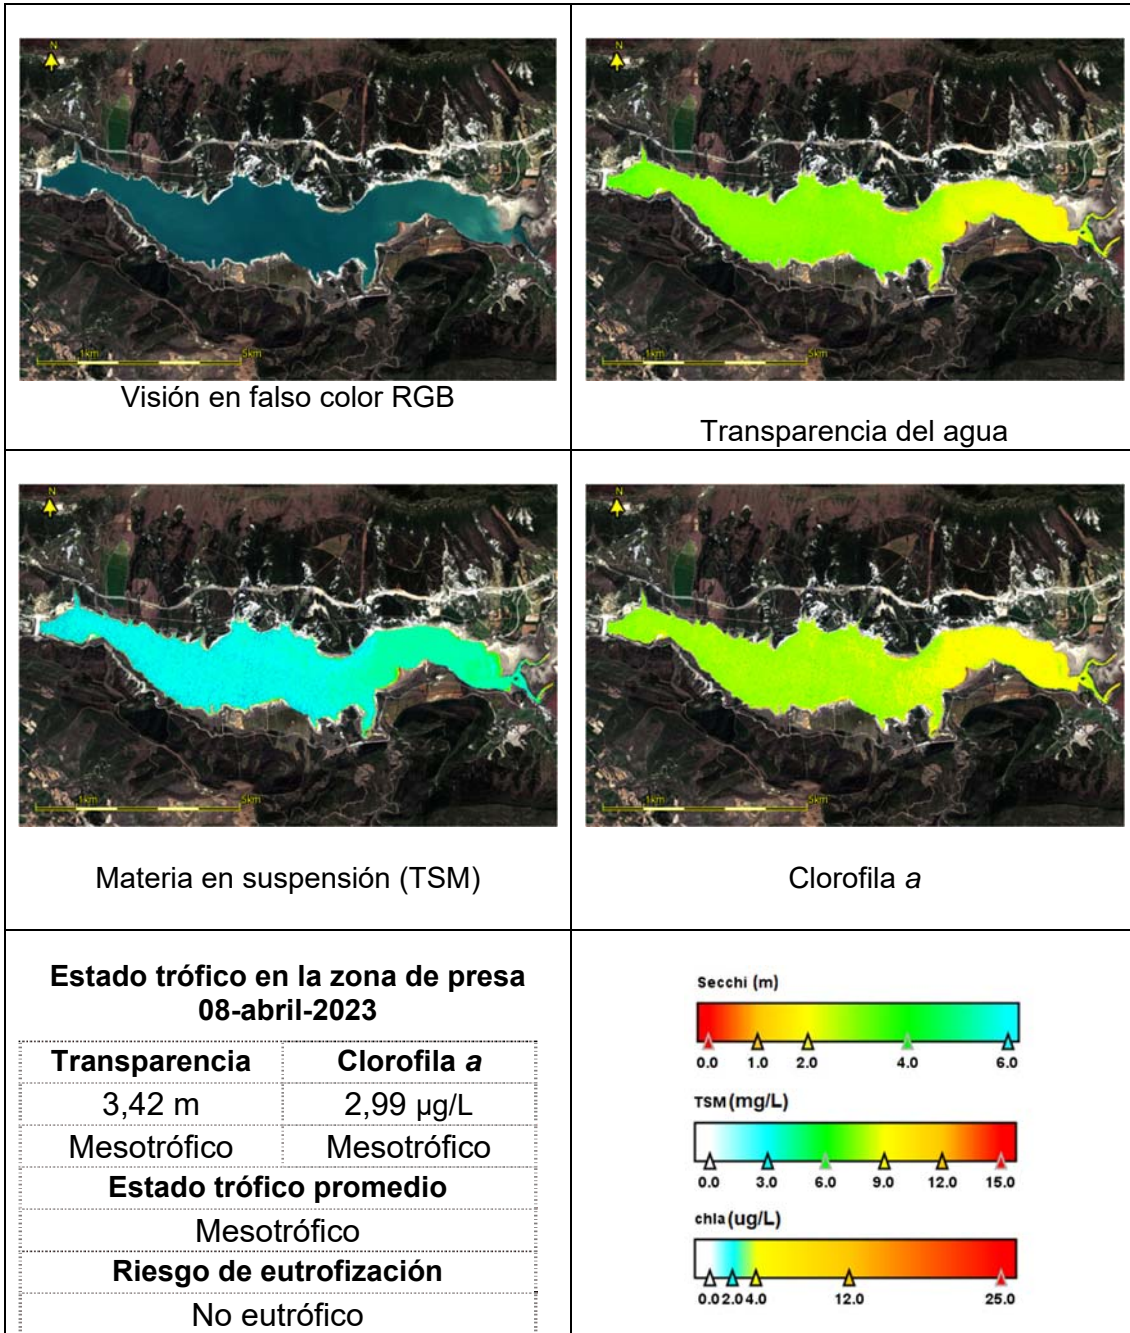 N
1km
5km
Visión en falso color RGB
N
1km
5km
Transparencia del agua
N
1km
5km
Materia en suspensión (TSM)
N
1km
5km
Clorofila a
Estado trófico en la zona de presa
08-abril-2023
Transparencia Clorofila a
3,42 m 2,99 µg/L
Mesotrófico Mesotrófico
Estado trófico promedio
Mesotrófico
Riesgo de eutrofización
No eutrófico
Secchi (m)
0.0 1.0 2.0 4.0 6.0
TSM (mg/L)
0.0 3.0 6.0 9.0 12.0 15.0
chla (ug/L)
0.0 2.0 4.0 12.0 25.0